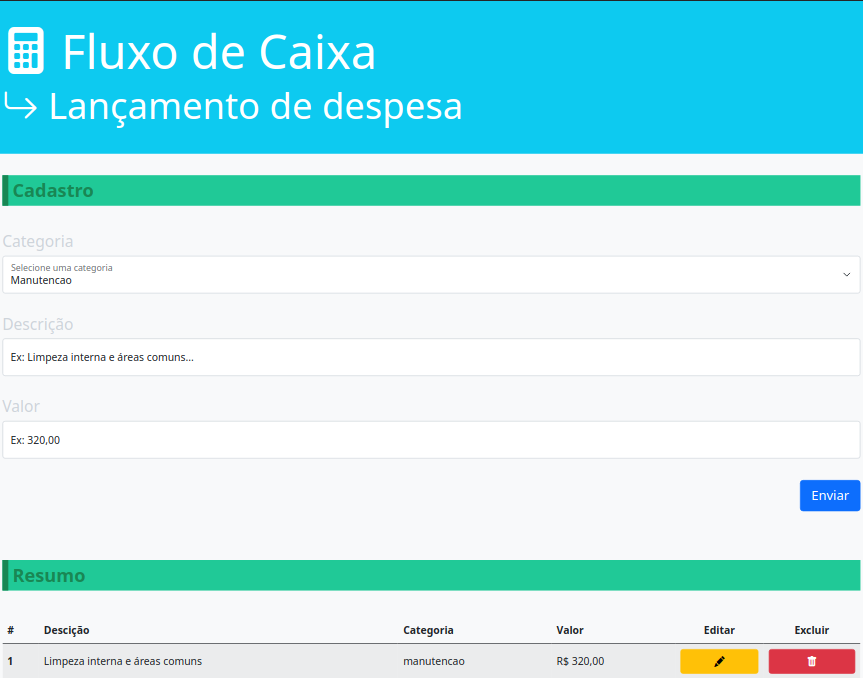 Fluxo de Caixa
Lançamento de despesa
Cadastro
Categoria
Selecione uma categoria
Manutencao
Descrição
Ex: Limpeza interna e áreas comuns...
Valor
Ex: 320,00
Enviar
Resumo
# Descição Categoria Valor Editar Excluir
1 Limpeza interna e áreas comuns manutencao R$ 320,00